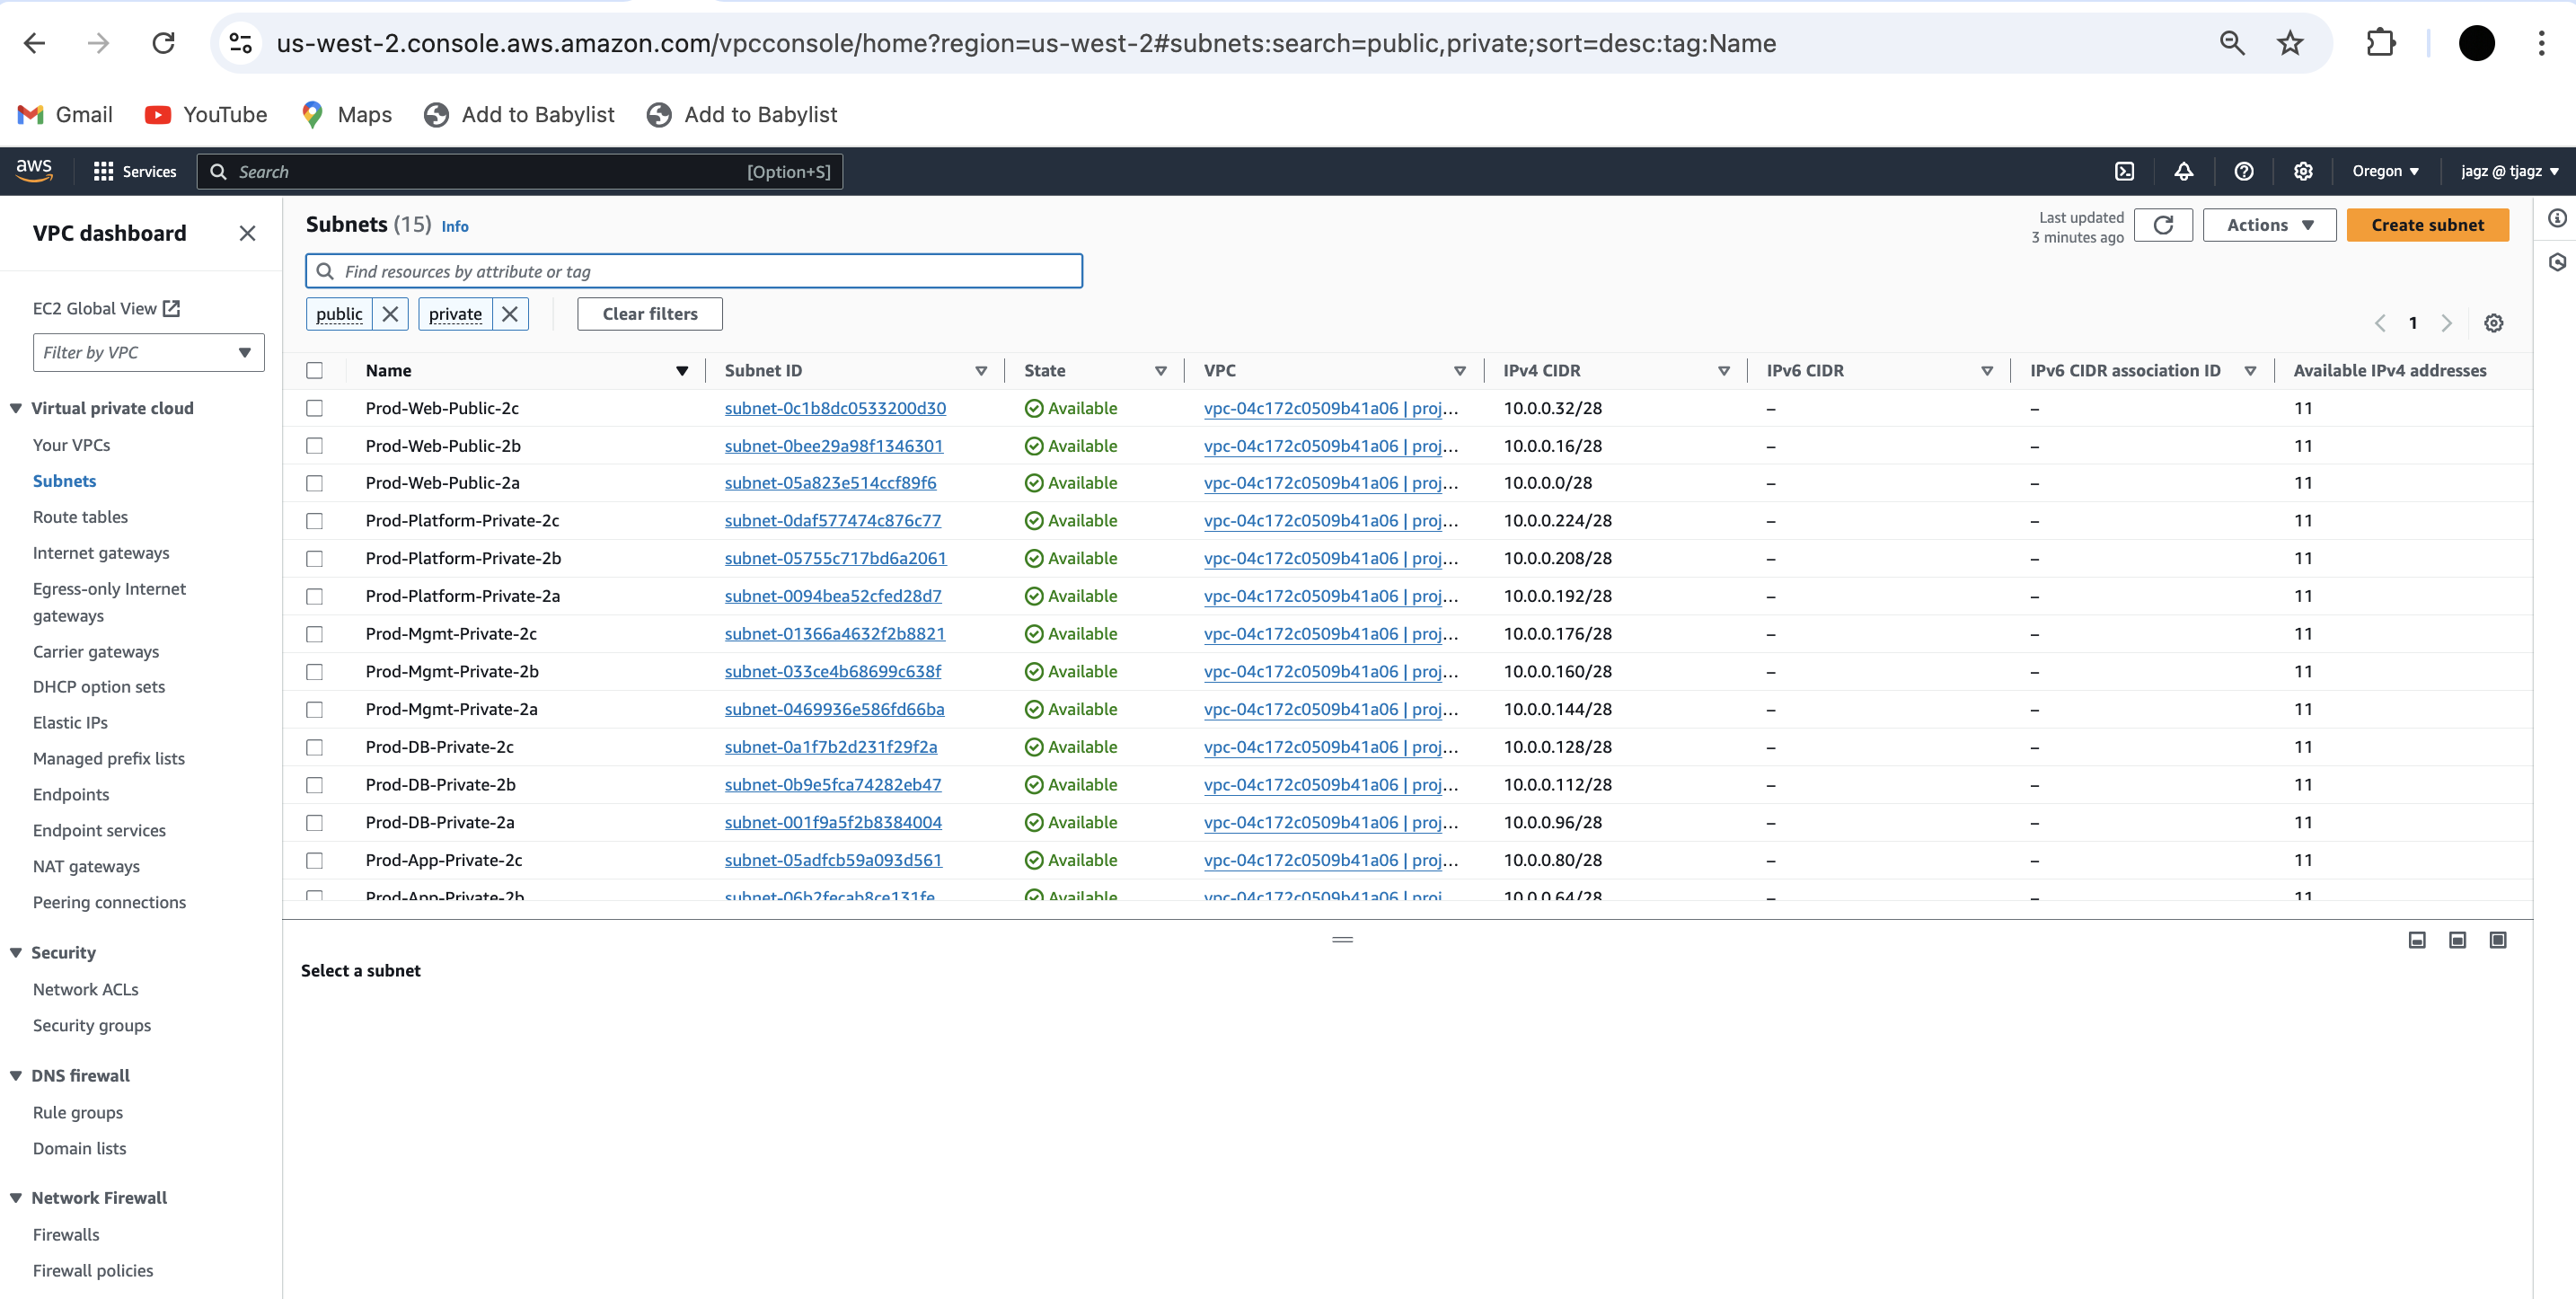 us-west-2.console.aws.amazon.com/vpcconsole/home?region=us-west-2#subnets:search=public,private;sort=desc:tag:Name
Gmail YouTube Maps Add to Babylist Add to Babylist
aws Services Search [Option+S] Oregon jagz @ tjagz
VPC dashboard
EC2 Global View
Filter by VPC
Virtual private cloud
Your VPCs
Subnets
Route tables
Internet gateways
Egress-only Internet
gateways
Carrier gateways
DHCP option sets
Elastic IPs
Managed prefix lists
Endpoints
Endpoint services
NAT gateways
Peering connections
Security
Network ACLs
Security groups
DNS firewall
Rule groups
Domain lists
Network Firewall
Firewalls
Firewall policies
Subnets (15) Info
Last updated
3 minutes ago
Actions
Create subnet
Find resources by attribute or tag
public private Clear filters
1
Name Subnet ID State VPC IPv4 CIDR IPv6 CIDR IPv6 CIDR association ID Available IPv4 addresses
Prod-Web-Public-2c subnet-0c1b8dc0533200d30 Available vpc-04c172c0509b41a06 | proj... 10.0.0.32/28 – – 11
Prod-Web-Public-2b subnet-0bee29a98f1346301 Available vpc-04c172c0509b41a06 | proj... 10.0.0.16/28 – – 11
Prod-Web-Public-2a subnet-05a823e514ccf89f6 Available vpc-04c172c0509b41a06 | proj... 10.0.0.0/28 – – 11
Prod-Platform-Private-2c subnet-0daf577474c876c77 Available vpc-04c172c0509b41a06 | proj... 10.0.0.224/28 – – 11
Prod-Platform-Private-2b subnet-05755c717bd6a2061 Available vpc-04c172c0509b41a06 | proj... 10.0.0.208/28 – – 11
Prod-Platform-Private-2a subnet-0094bea52cfed28d7 Available vpc-04c172c0509b41a06 | proj... 10.0.0.192/28 – – 11
Prod-Mgmt-Private-2c subnet-01366a4632f2b8821 Available vpc-04c172c0509b41a06 | proj... 10.0.0.176/28 – – 11
Prod-Mgmt-Private-2b subnet-033ce4b68699c638f Available vpc-04c172c0509b41a06 | proj... 10.0.0.160/28 – – 11
Prod-Mgmt-Private-2a subnet-0469936e586fd66ba Available vpc-04c172c0509b41a06 | proj... 10.0.0.144/28 – – 11
Prod-DB-Private-2c subnet-0a1f7b2d231f29f2a Available vpc-04c172c0509b41a06 | proj... 10.0.0.128/28 – – 11
Prod-DB-Private-2b subnet-0b9e5fca74282eb47 Available vpc-04c172c0509b41a06 | proj... 10.0.0.112/28 – – 11
Prod-DB-Private-2a subnet-001f9a5f2b8384004 Available vpc-04c172c0509b41a06 | proj... 10.0.0.96/28 – – 11
Prod-App-Private-2c subnet-05adfcb59a093d561 Available vpc-04c172c0509b41a06 | proj... 10.0.0.80/28 – – 11
Prod-App-Private-2b subnet-06b2fecab8ce131fe Available vpc-04c172c0509b41a06 | proj 10.0.0.64/28 – – 11
Select a subnet